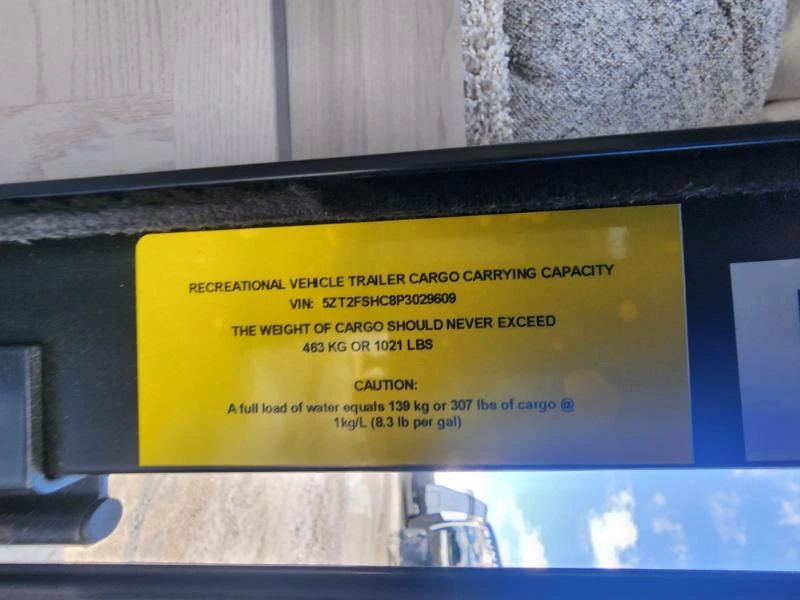 RECREATIONAL VEHICLE TRAILER CARGO CARRYING CAPACITY
VIN: 5ZT2FSHC8P3029609
THE WEIGHT OF CARGO SHOULD NEVER EXCEED
463 KG OR 1021 LBS
CAUTION:
A full load of water equals 139 kg or 307 lbs of cargo @
1kg/L (8.3 lb per gal)